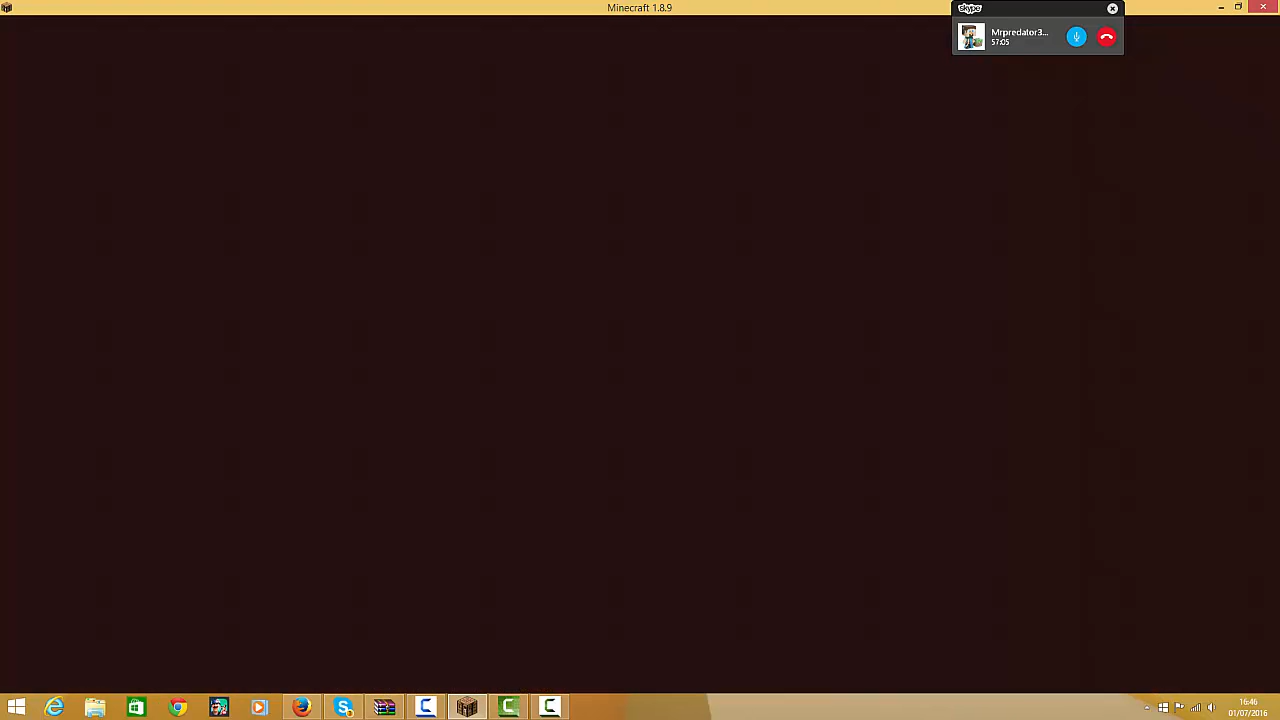 Minecraft 1.8.9
skype
Mrpredator3...
57:05
16:46
01/07/2016